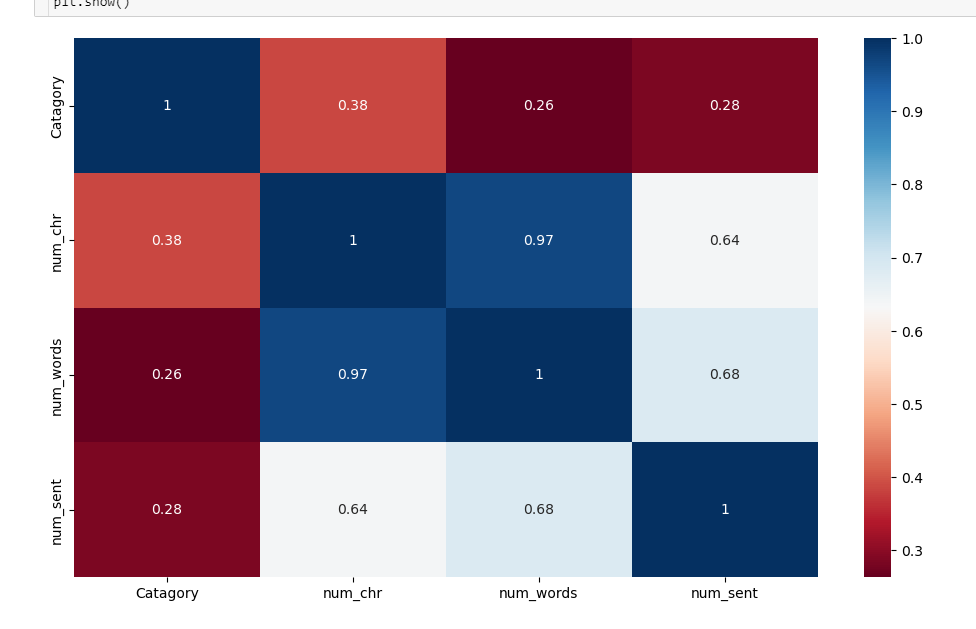 plt.show()
1.0
Catagory 1 0.38 0.26 0.28
0.9
0.8
num_chr 0.38 1 0.97 0.64
0.7
0.6
num_words 0.26 0.97 1 0.68
0.5
0.4
num_sent 0.28 0.64 0.68 1
0.3
Catagory num_chr num_words num_sent